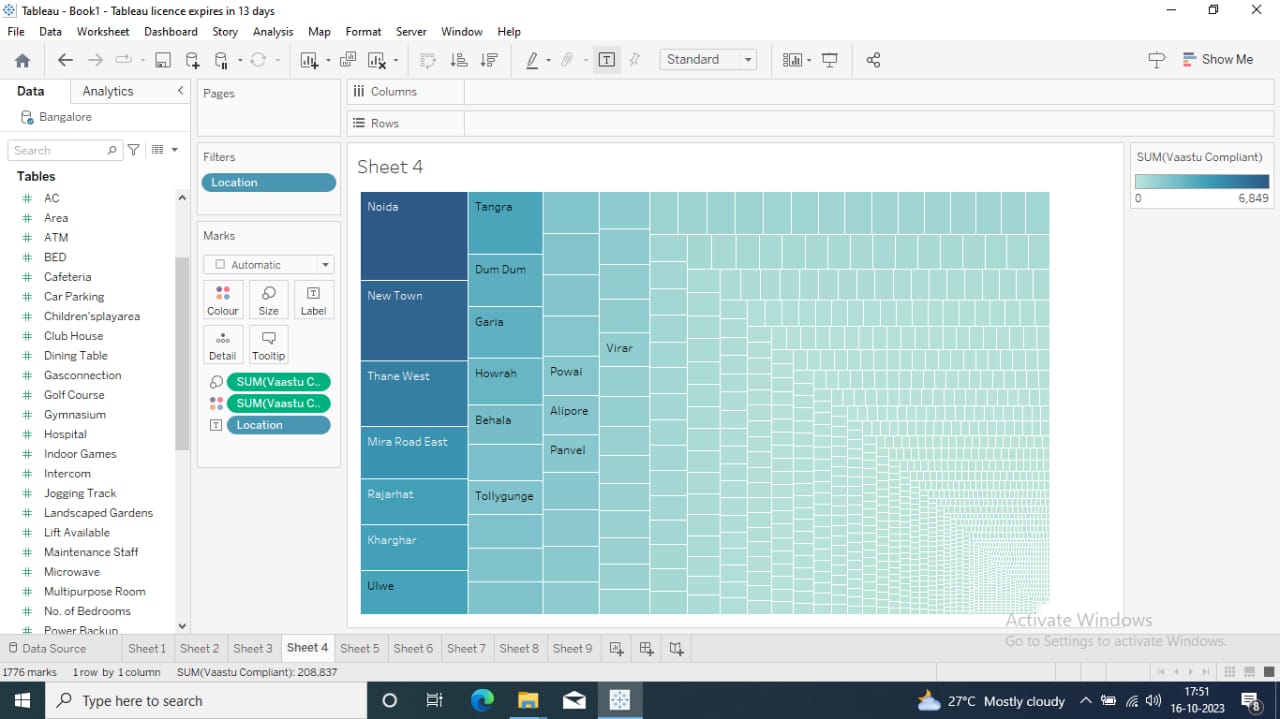 Tableau - Book1 - Tableau licence expires in 13 days
File Data Worksheet Dashboard Story Analysis Map Format Server Window Help
Standard
Show Me
Data Analytics
Bangalore
Search
Tables
AC
Area
ATM
BED
Cafeteria
Car Parking
Children'splayarea
Club House
Dining Table
Gasconnection
Golf Course
Gymnasium
Hospital
Indoor Games
Intercom
Jogging Track
Landscaped Gardens
Lift Available
Maintenance Staff
Microwave
Multipurpose Room
No. of Bedrooms
Power Backup
Pages
Filters
Location
Marks
Automatic
Colour Size Label
Detail Tooltip
SUM(Vaastu C..
SUM(Vaastu C..
Location
Columns
Rows
Sheet 4
Noida
New Town
Thane West
Mira Road East
Rajarhat
Kharghar
Ulwe
Tangra
Dum Dum
Garia
Howrah
Behala
Tollygunge
Powai
Alipore
Panvel
Virar
SUM(Vaastu Compliant)
0 6,849
Activate Windows
Go to Settings to activate Windows.
Data Source Sheet 1 Sheet 2 Sheet 3 Sheet 4 Sheet 5 Sheet 6 Sheet 7 Sheet 8 Sheet 9
1776 marks 1 row by 1 column SUM(Vaastu Compliant): 208,837
Type here to search
27°C Mostly cloudy
17:51
16-10-2023
8